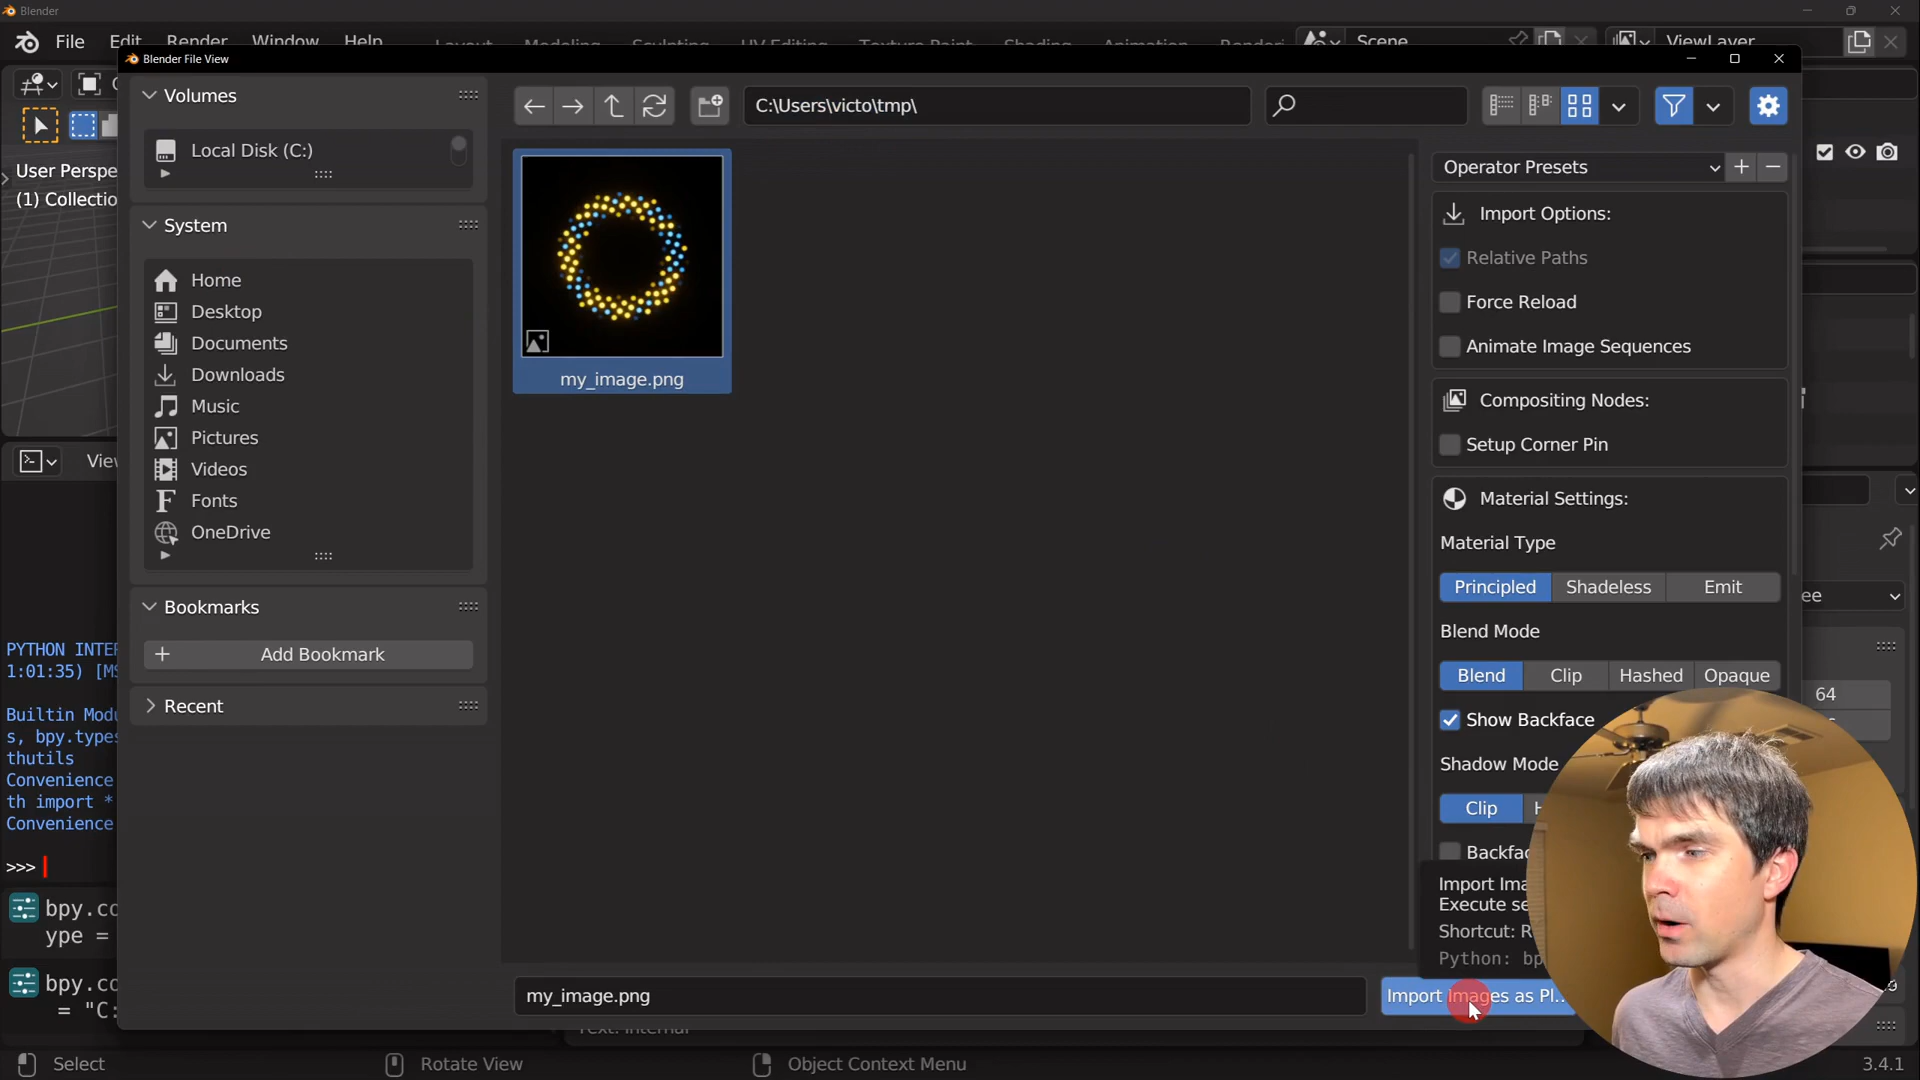 Blender
File Edit Render Window Help Layout Modeling Sculpting UV Editing Texture Paint Shading Animation Renderi Scene ViewLayer
Blender File View
Volumes
Local Disk (C:)
System
Home
Desktop
Documents
Downloads
Music
Pictures
Videos
Fonts
OneDrive
Bookmarks
Add Bookmark
Recent
C:\Users\victo\tmp\
my_image.png
my_image.png
Operator Presets
Import Options:
Relative Paths
Force Reload
Animate Image Sequences
Compositing Nodes:
Setup Corner Pin
Material Settings:
Material Type
Principled Shadeless Emit
Blend Mode
Blend Clip Hashed Opaque
Show Backface
Shadow Mode
Clip
Backfac
Import Ima
Execute se
Shortcut: R
Python: bp
Import Images as Pl...
User Perspe
(1) Collectio
Viev
PYTHON INTER
1:01:35) [MS
Builtin Modu
s, bpy.types
thutils
Convenience
th import *
Convenience
>>>
bpy.co
ype =
bpy.co
= "C:
ee
64
Text: Internal
Select Rotate View Object Context Menu 3.4.1